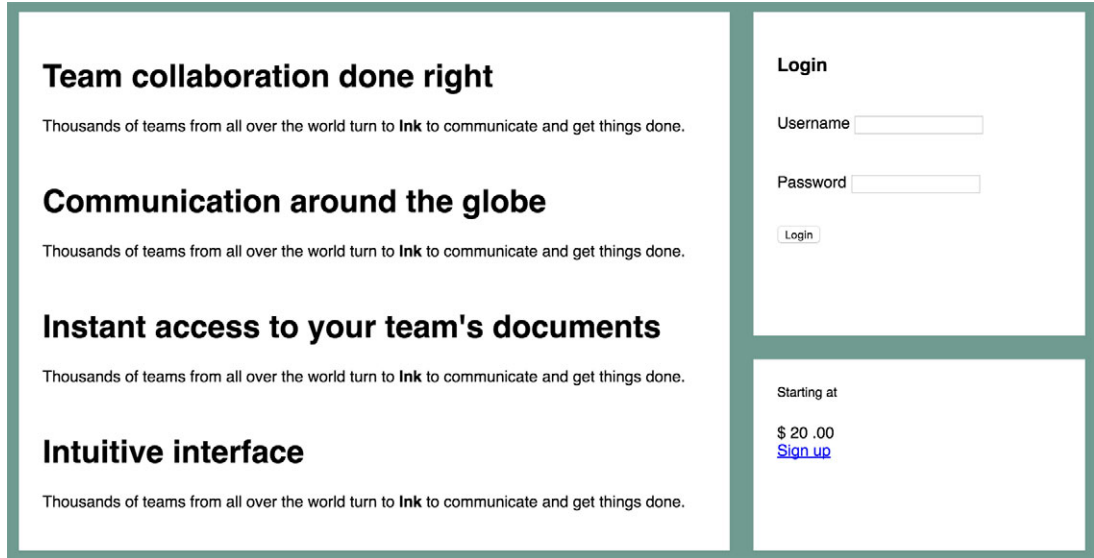 Team collaboration done right
Thousands of teams from all over the world turn to Ink to communicate and get things done.
Communication around the globe
Thousands of teams from all over the world turn to Ink to communicate and get things done.
Instant access to your team's documents
Thousands of teams from all over the world turn to Ink to communicate and get things done.
Intuitive interface
Thousands of teams from all over the world turn to Ink to communicate and get things done.
Login
Username
Password
Login
Starting at
$ 20 .00
Sign up